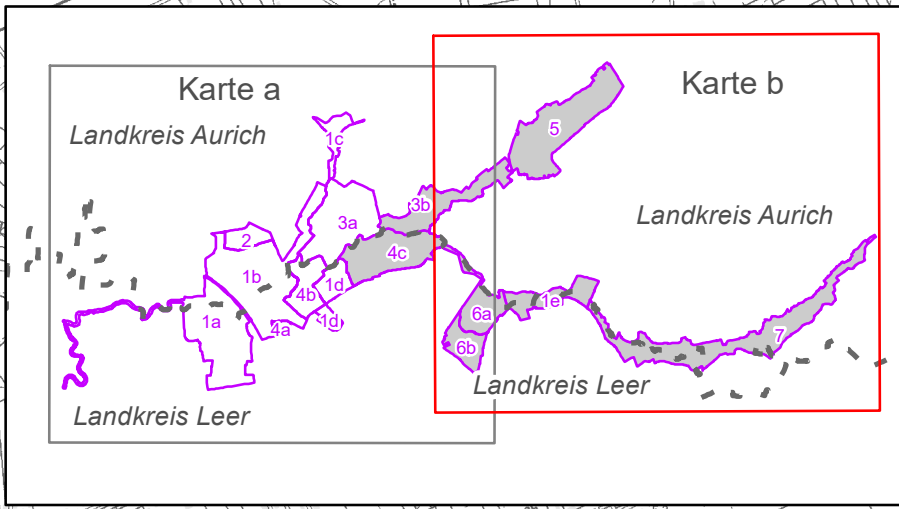 Karte a
Karte b
Landkreis Aurich
5
1c
3b
Landkreis Aurich
3a
2
4c
1b
1d
4b
1e
6a
1a
4a
1d
7
6b
Landkreis Leer
Landkreis Leer